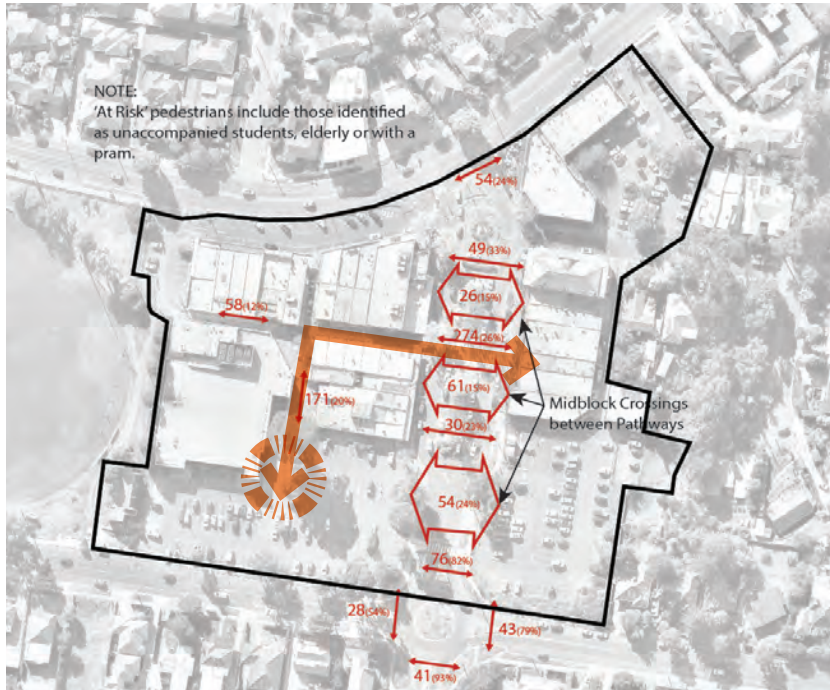 NOTE:
'At Risk' pedestrians include those identified
as unaccompanied students, elderly or with a
pram.
54(24%)
49(33%)
26(15%)
58(12%)
274(26%)
61(15%)
171(20%)
Midblock Crossings
between Pathways
30(23%)
54(24%)
76(82%)
28(54%)
43(79%)
41(93%)